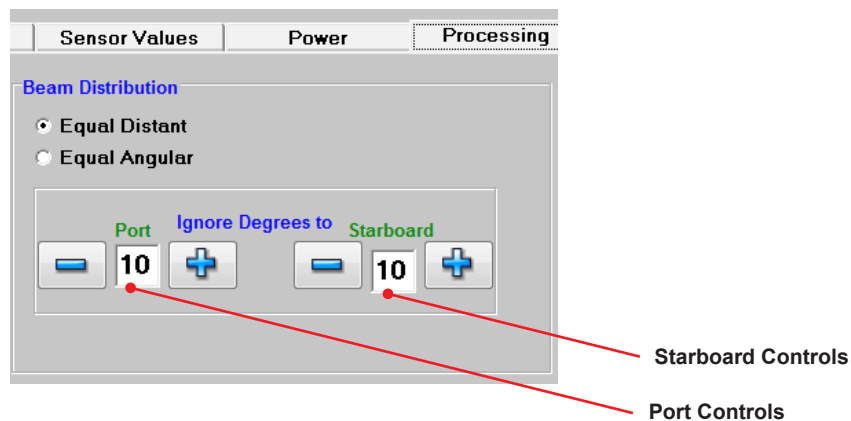 Sensor Values Power Processing
Beam Distribution
Equal Distant
Equal Angular
Port Ignore Degrees to Starboard
10 10
Starboard Controls
Port Controls